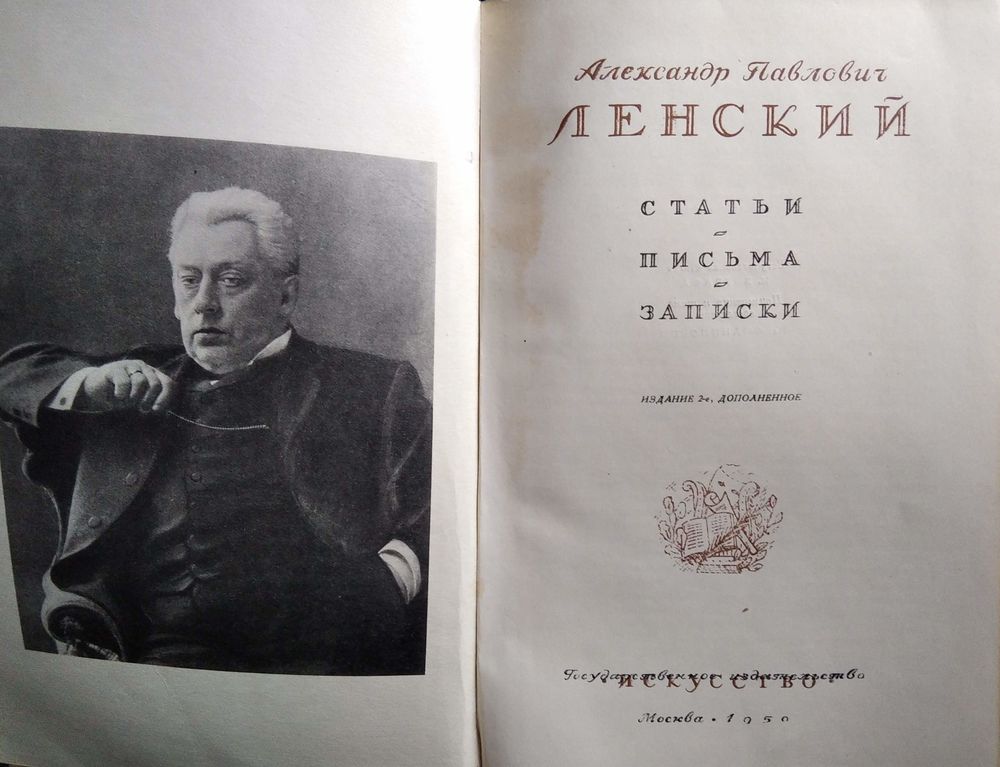 Александр Павлович
ЛЕНСКИЙ
СТАТЬИ
ПИСЬМА
ЗАПИСКИ
ИЗДАНИЕ 2-е, ДОПОЛНЕННОЕ
Государственное издательство
"ИСКУССТВО"
Москва • 1950